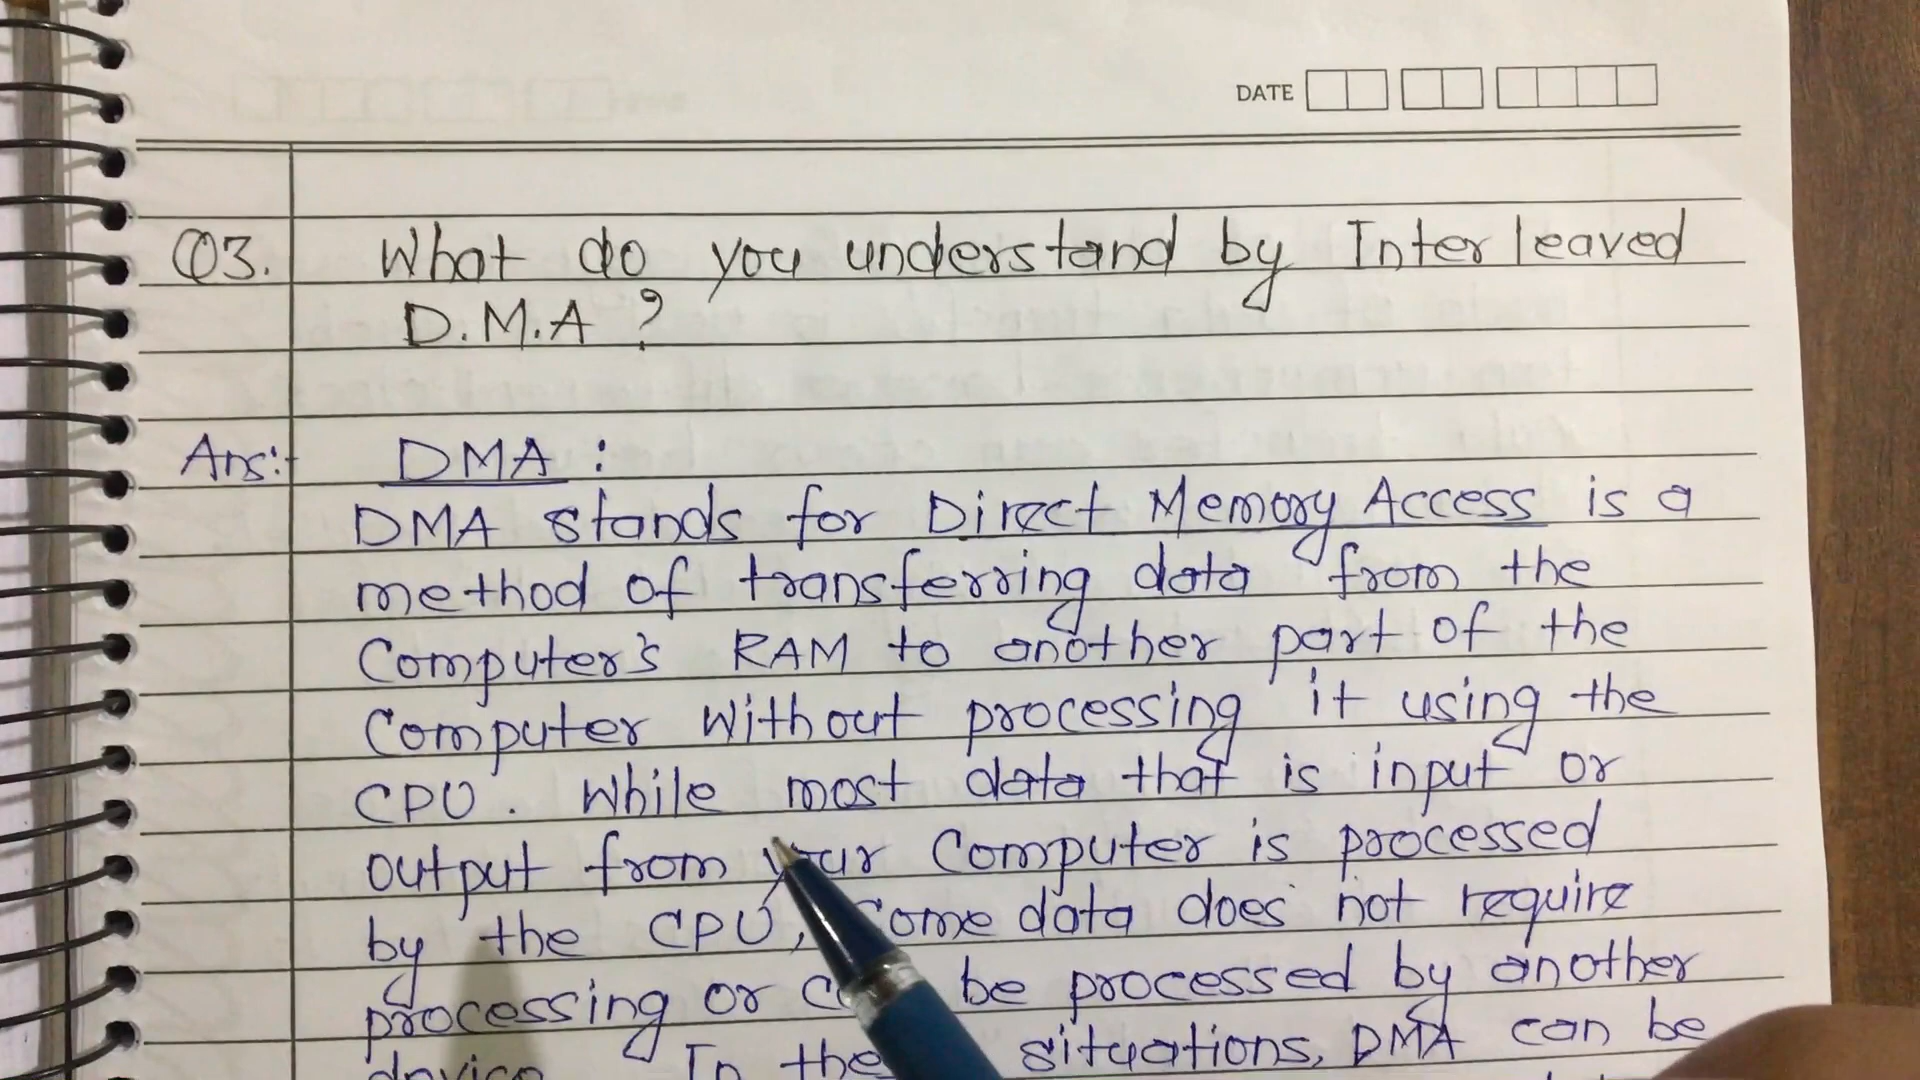 DATE
Q3. What do you understand by Interleaved
D.M.A ?
Ans:- DMA :
DMA stands for Direct Memory Access is a
method of transferring data from the
Computer's RAM to another part of the
Computer without processing it using the
CPU. While most data that is input or
output from your Computer is processed
by the CPU, some data does not require
processing or be processed by another
device In situations, DMA can be